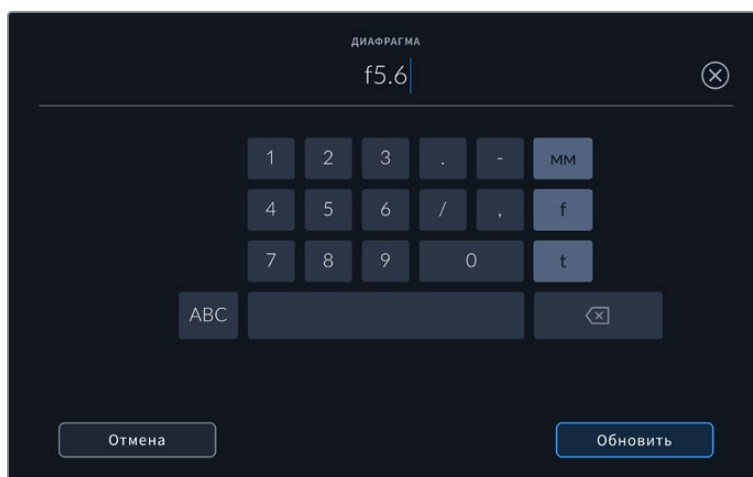 ДИАФРАГМА
f5.6
1 2 3 . - мм
4 5 6 / , f
7 8 9 0 t
ABC
Отмена Обновить